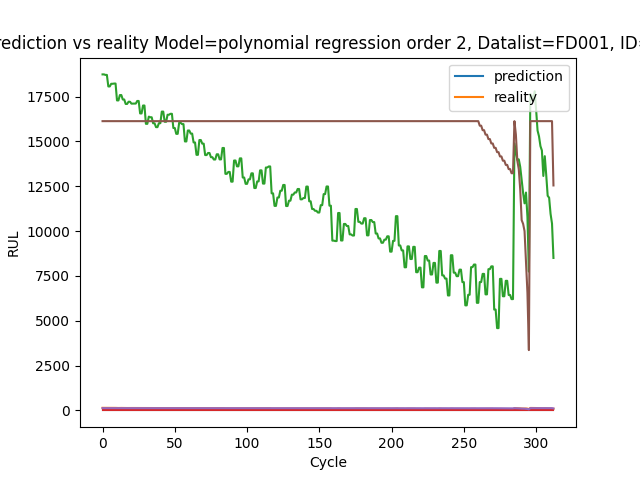 rediction vs reality Model=polynomial regression order 2, Datalist=FD001, ID=
prediction
reality
17500
15000
12500
10000
7500
5000
2500
0
RUL
0 50 100 150 200 250 300
Cycle